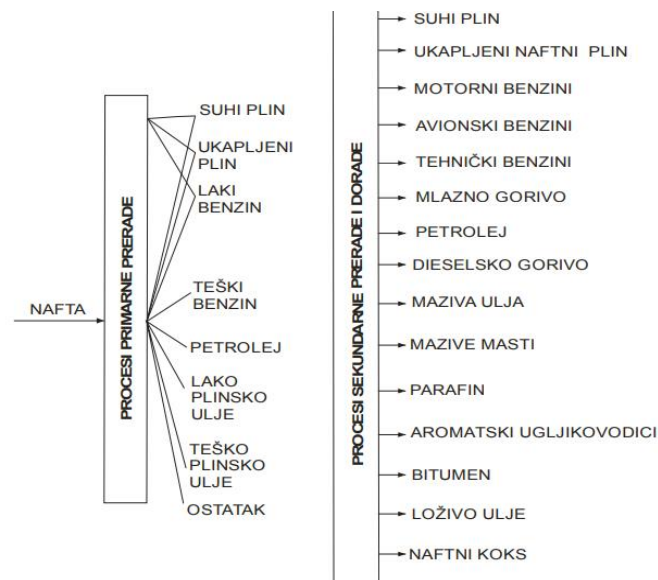 NAFTA
PROCESI PRIMARNE PRERADE
SUHI PLIN
UKAPLJENI
PLIN
LAKI
BENZIN
TEŠKI
BENZIN
PETROLEJ
LAKO
PLINSKO
ULJE
TEŠKO
PLINSKO
ULJE
OSTATAK
PROCESI SEKUNDARNE PRERADE I DORADE
SUHI PLIN
UKAPLJENI NAFTNI PLIN
MOTORNI BENZINI
AVIONSKI BENZINI
TEHNIČKI BENZINI
MLAZNO GORIVO
PETROLEJ
DIESELSKO GORIVO
MAZIVA ULJA
MAZIVE MASTI
PARAFIN
AROMATSKI UGLJIKOVODICI
BITUMEN
LOŽIVO ULJE
NAFTNI KOKS